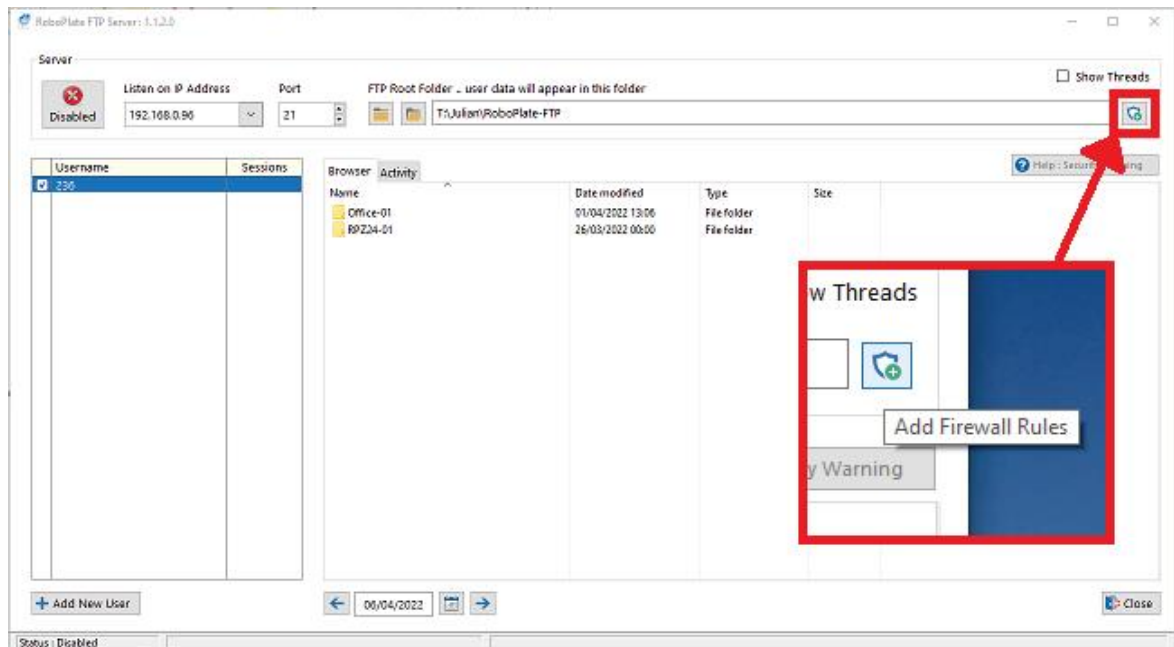 RoboPlate FTP Server: 1.1.2.0
Server
Show Threads
Listen on IP Address Port FTP Root Folder .. user data will appear in this folder
Disabled 192.168.0.96 21 T:\Julian\RoboPlate-FTP
Username Sessions
Browser Activity
Help : Securi ing
236
Name Date modified Type Size
Office-01 01/04/2022 13:06 File folder
RPZ24-01 26/03/2022 00:00 File folder
w Threads
Add Firewall Rules
y Warning
Add New User
06/04/2022
Close
Status : Disabled